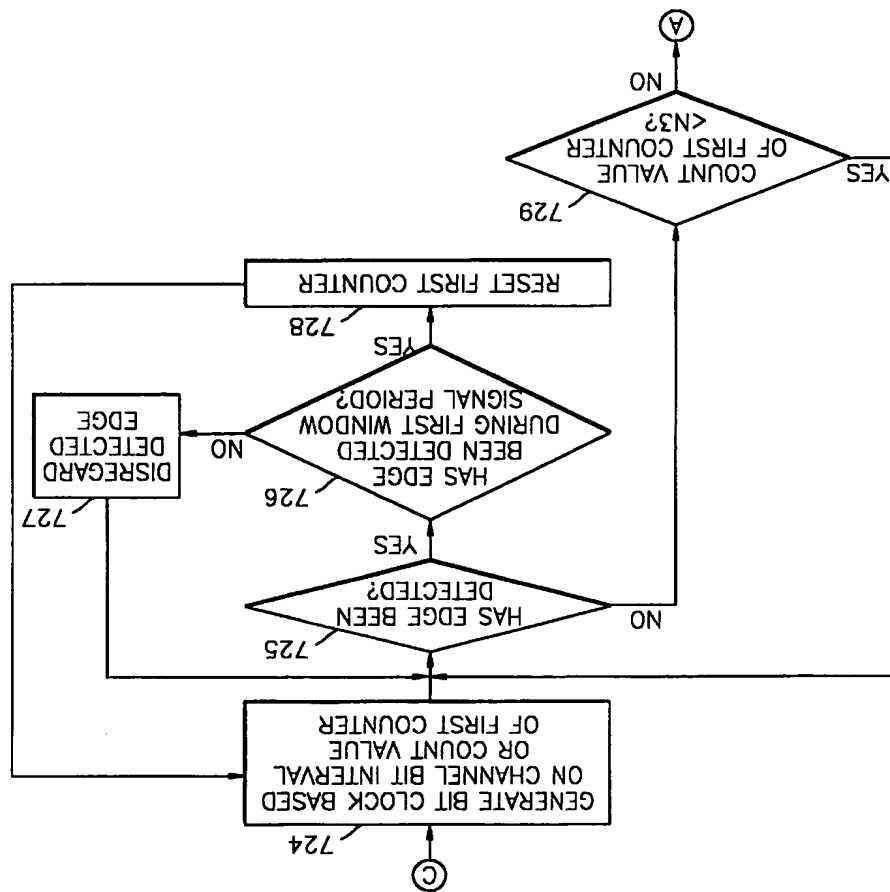 C
724
GENERATE BIT CLOCK BASED
ON CHANNEL BIT INTERVAL
OR COUNT VALUE
OF FIRST COUNTER
725
HAS EDGE BEEN
DETECTED?
NO
YES
726
HAS EDGE
BEEN DETECTED
DURING FIRST WINDOW
SIGNAL PERIOD?
NO
YES
727
DISREGARD
DETECTED
EDGE
728
RESET FIRST COUNTER
729
COUNT VALUE
OF FIRST COUNTER
<N3?
YES
NO
A